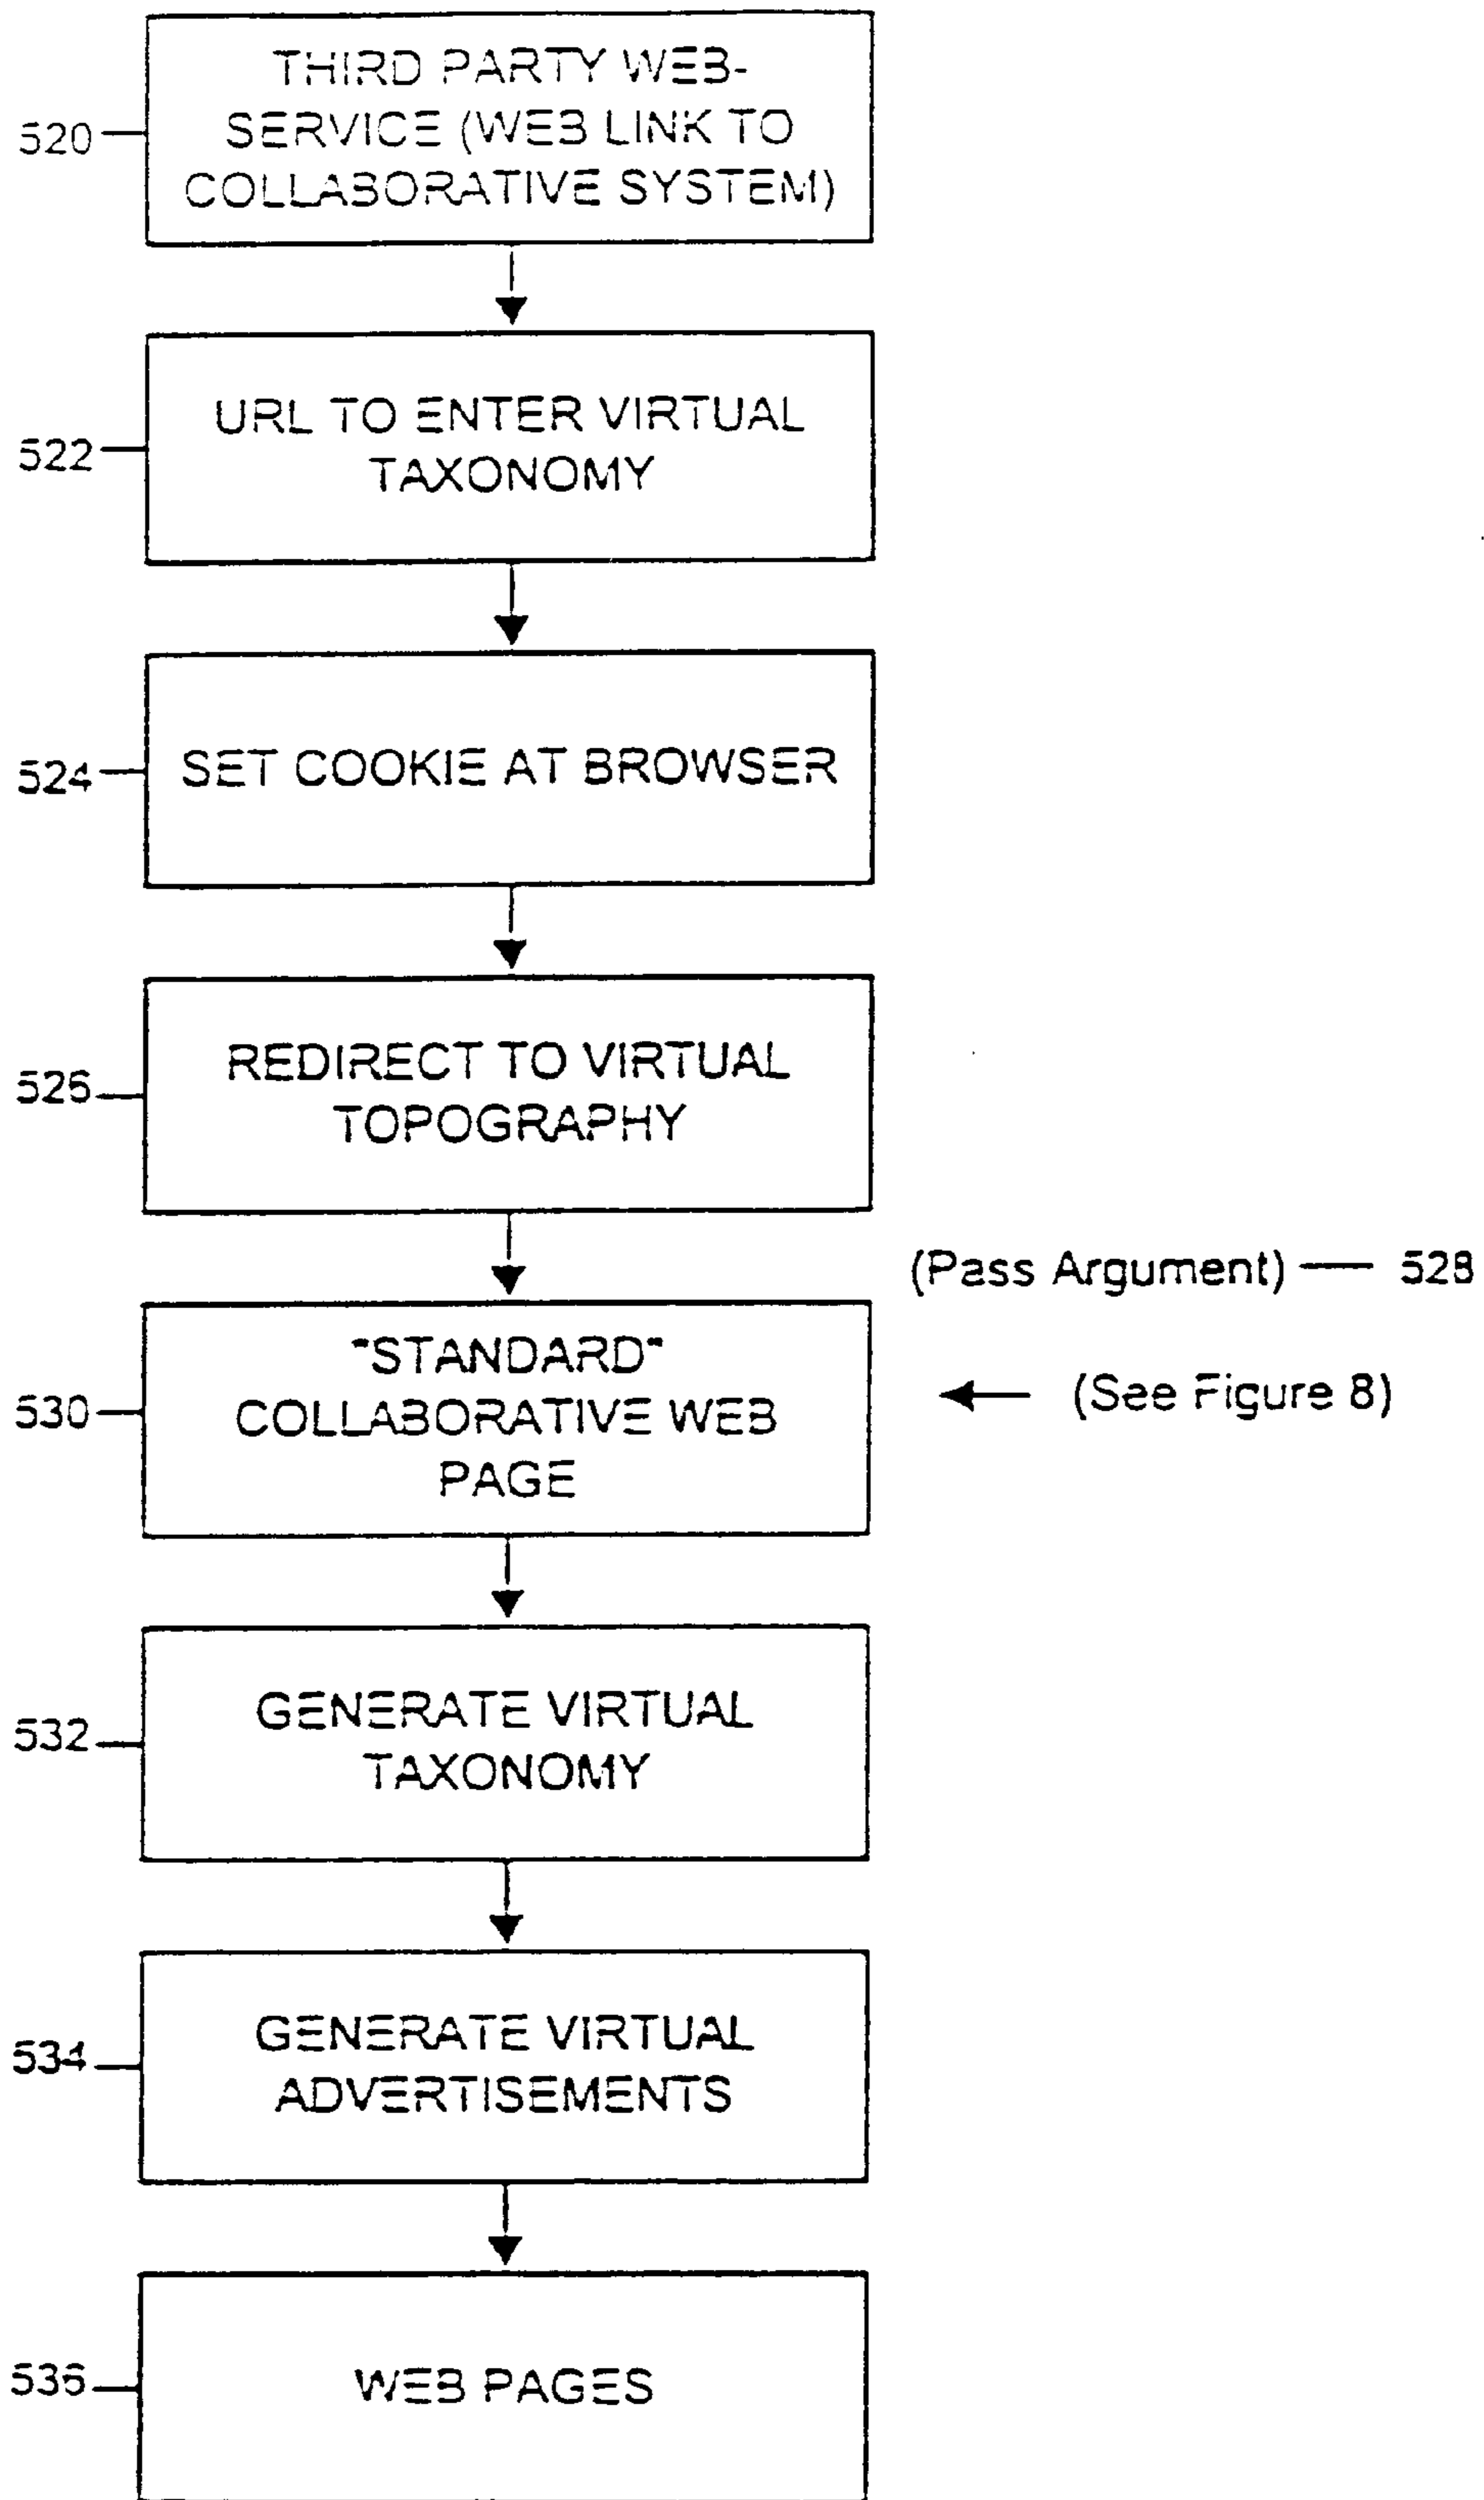 THIRD PARTY WEB-
SERVICE (WEB LINK TO
COLLABORATIVE SYSTEM)
520
URL TO ENTER VIRTUAL
TAXONOMY
522
SET COOKIE AT BROWSER
524
REDIRECT TO VIRTUAL
TOPOGRAPHY
526
(Pass Argument) 528
"STANDARD"
COLLABORATIVE WEB
PAGE
530
(See Figure 8)
GENERATE VIRTUAL
TAXONOMY
532
GENERATE VIRTUAL
ADVERTISEMENTS
534
WEB PAGES
536